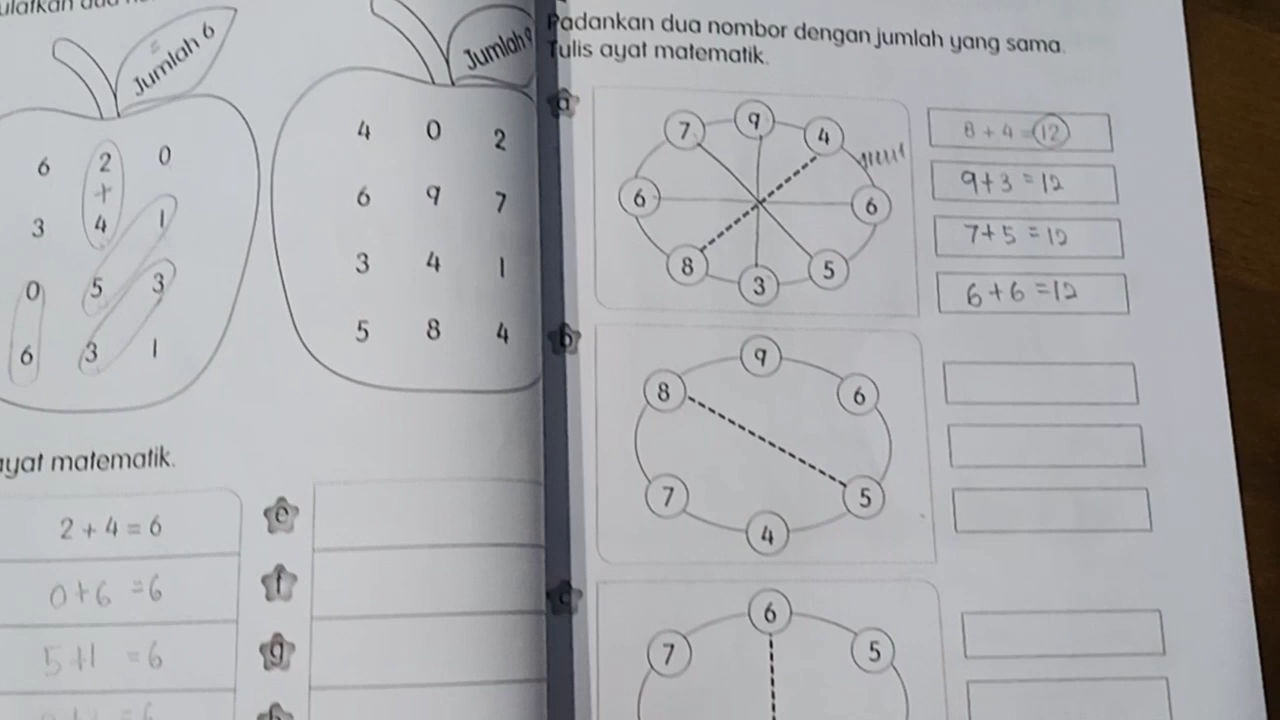 Jumlah 6
6 2 0
+
3 4 1
0 5 3
6 3 1
ayat matematik.
2 + 4 = 6
0+6 =6
5+1 =6
Jumlah 9
4 0 2
6 9 7
3 4 1
5 8 4
e
f
g
h
Padankan dua nombor dengan jumlah yang sama.
Tulis ayat matematik.
a
7 9 4
6 6
8 3 5
8 + 4 = 12
9+3 =12
7+5 =12
6+6 =12
b
9
8 6
7 5
4
c
6
7 5